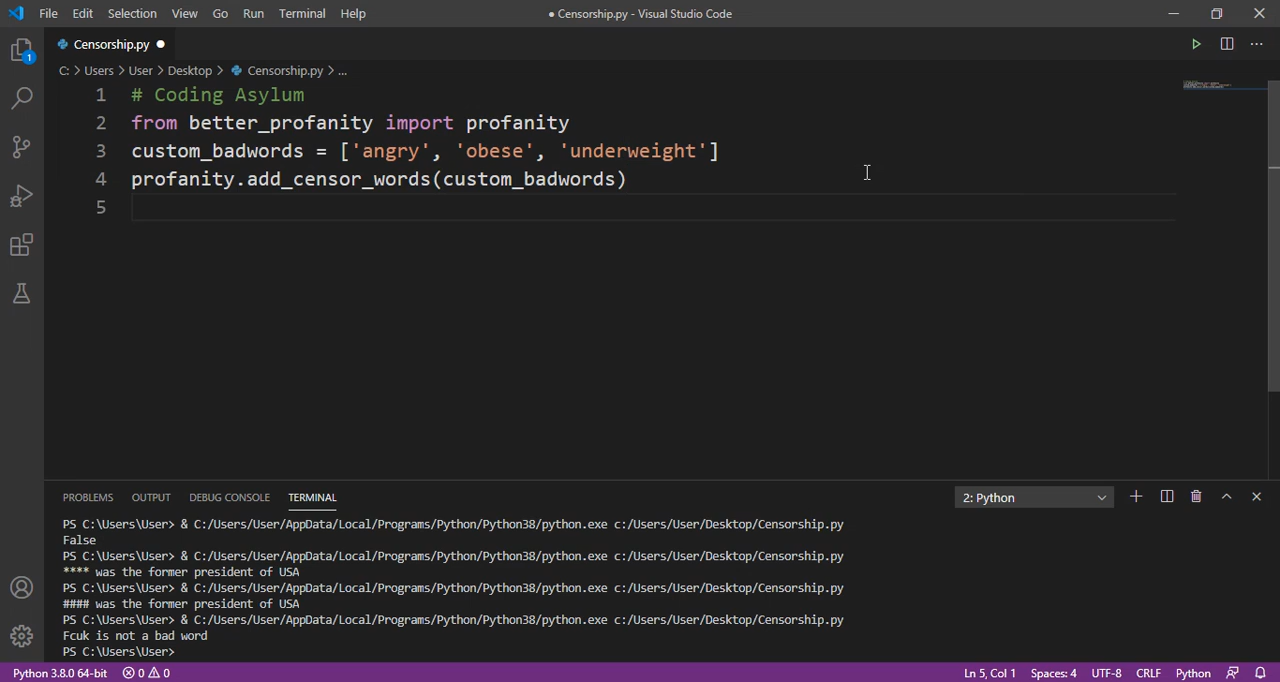 File Edit Selection View Go Run Terminal Help
● Censorship.py - Visual Studio Code
1
Censorship.py ●
C: > Users > User > Desktop > Censorship.py > ...
1 # Coding Asylum
2 from better_profanity import profanity
3 custom_badwords = ['angry', 'obese', 'underweight']
4 profanity.add_censor_words(custom_badwords)
5
PROBLEMS OUTPUT DEBUG CONSOLE TERMINAL
2: Python
PS C:\Users\User> & C:/Users/User/AppData/Local/Programs/Python/Python38/python.exe c:/Users/User/Desktop/Censorship.py
False
PS C:\Users\User> & C:/Users/User/AppData/Local/Programs/Python/Python38/python.exe c:/Users/User/Desktop/Censorship.py
**** was the former president of USA
PS C:\Users\User> & C:/Users/User/AppData/Local/Programs/Python/Python38/python.exe c:/Users/User/Desktop/Censorship.py
#### was the former president of USA
PS C:\Users\User> & C:/Users/User/AppData/Local/Programs/Python/Python38/python.exe c:/Users/User/Desktop/Censorship.py
Fcuk is not a bad word
PS C:\Users\User>
Python 3.8.0 64-bit 0 0 Ln 5, Col 1 Spaces: 4 UTF-8 CRLF Python